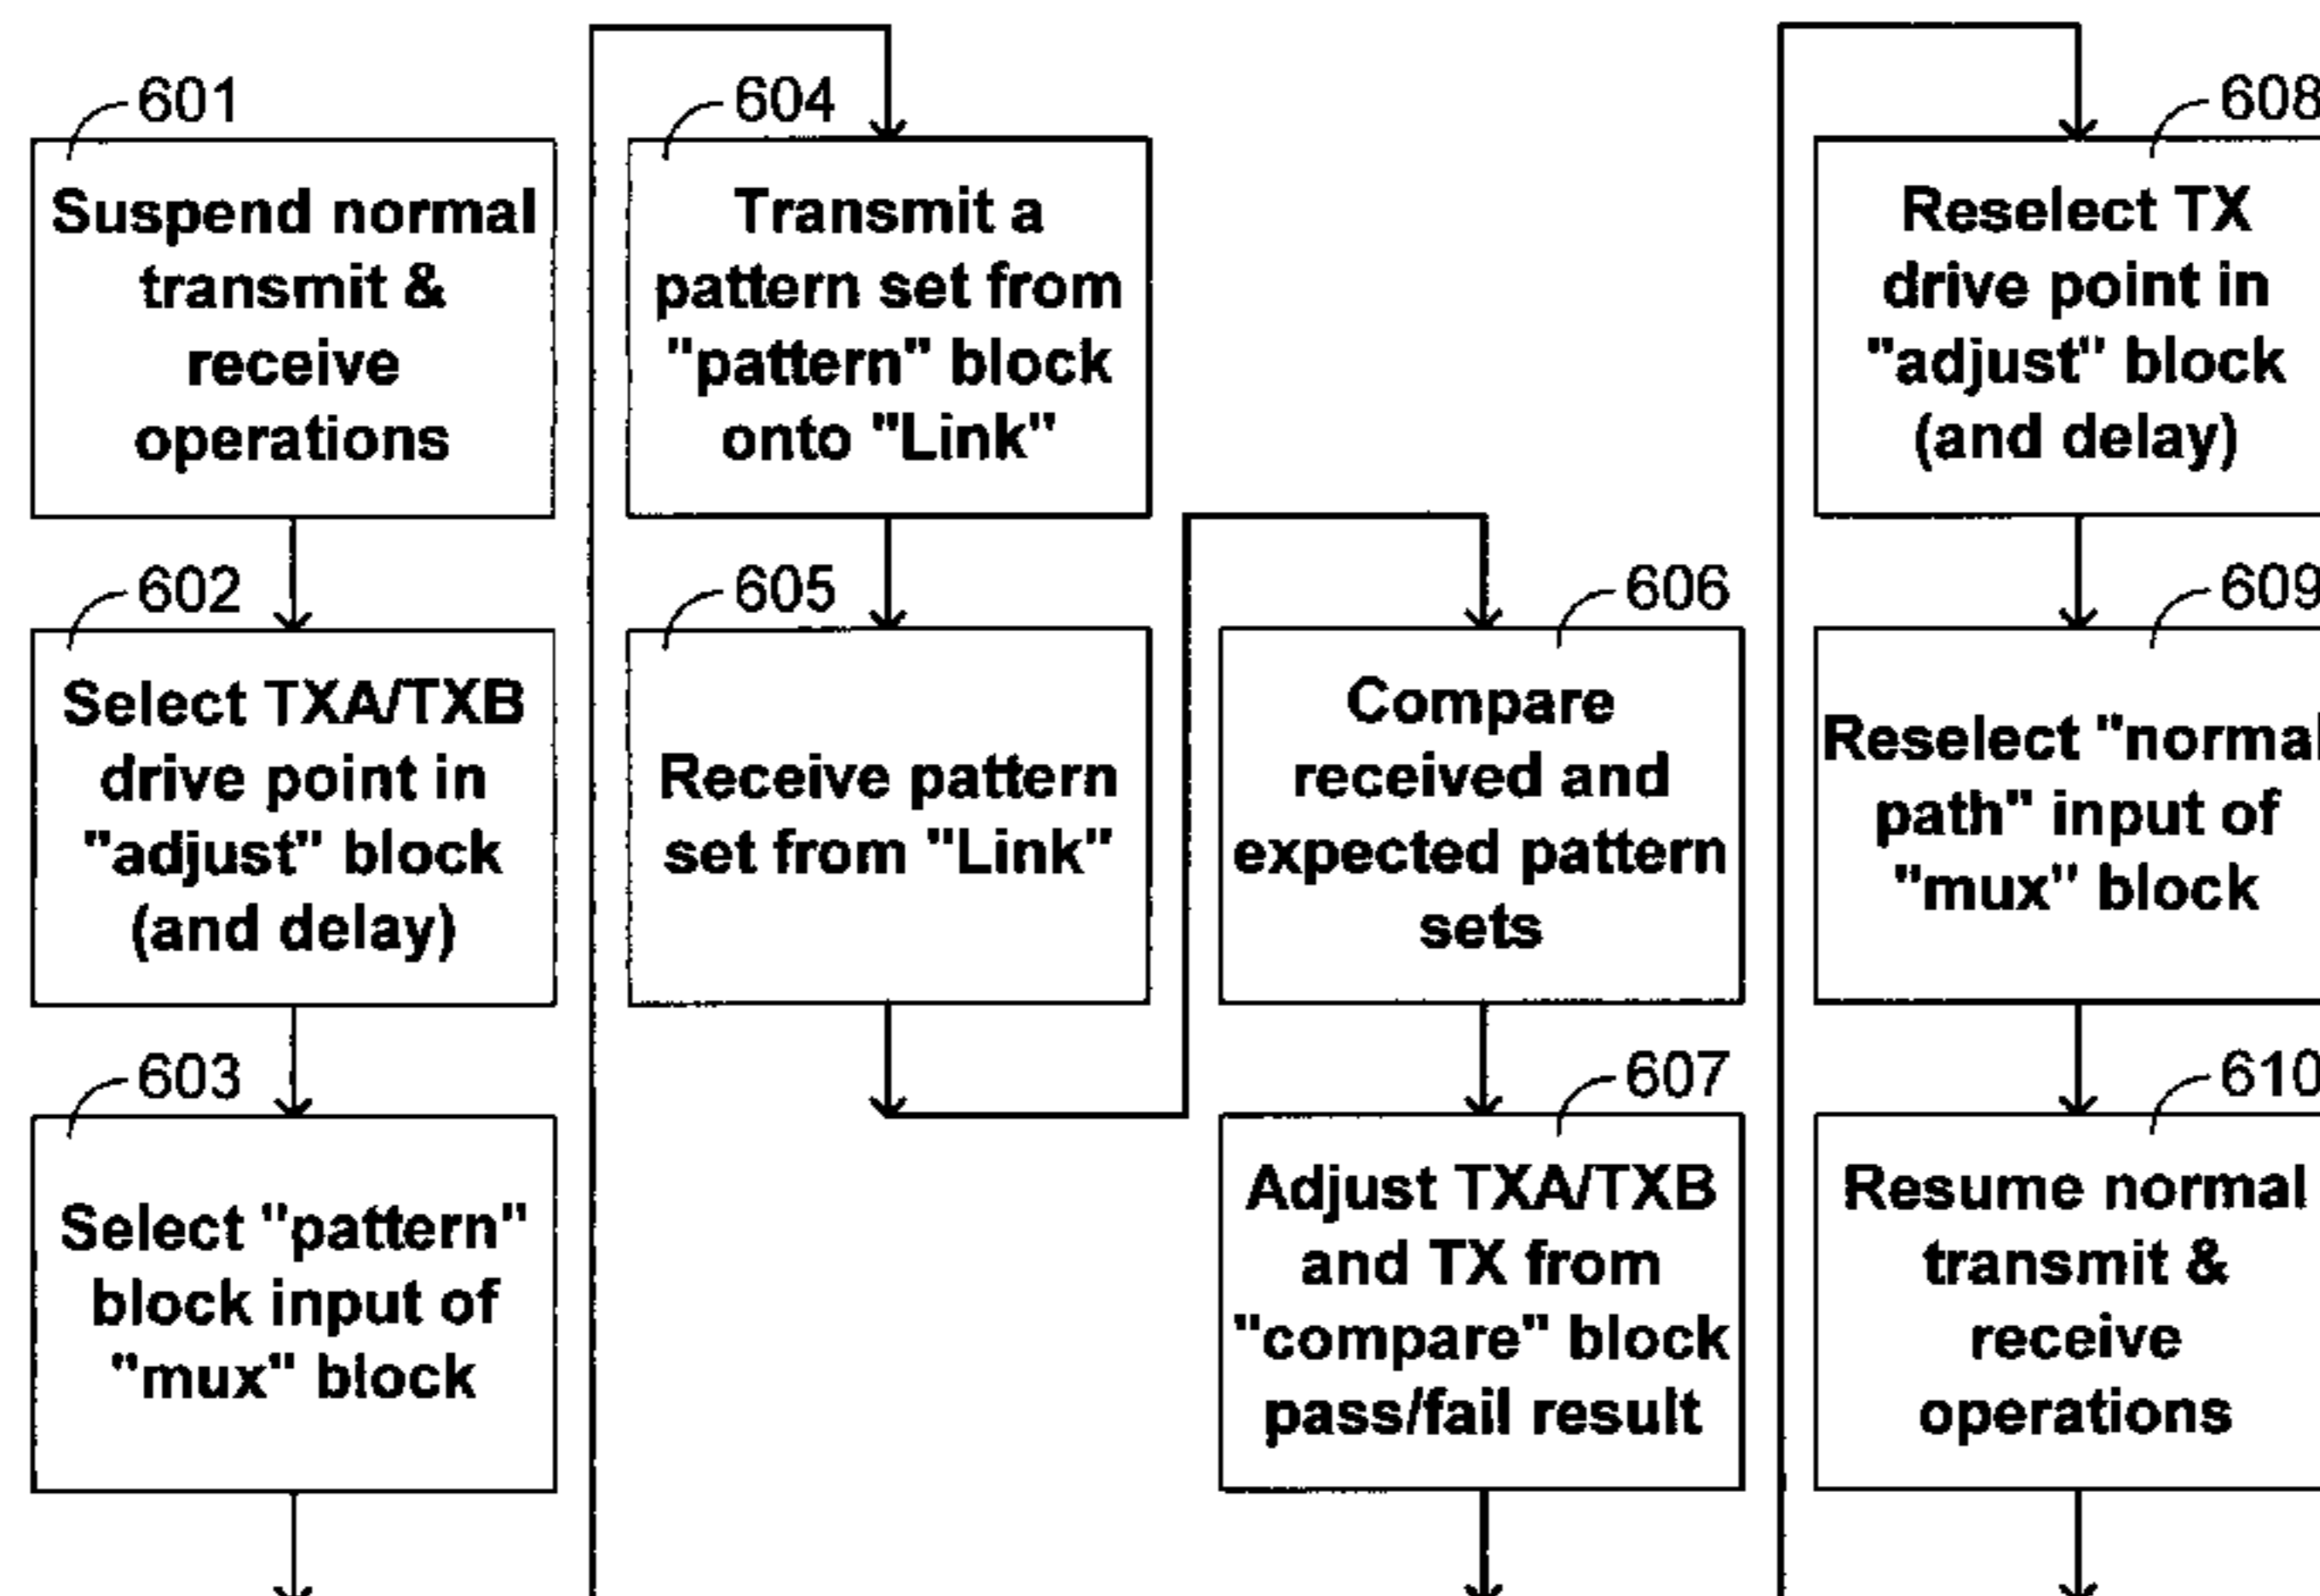 601
Suspend normal
transmit &
receive
operations
602
Select TXA/TXB
drive point in
"adjust" block
(and delay)
603
Select "pattern"
block input of
"mux" block
604
Transmit a
pattern set from
"pattern" block
onto "Link"
605
Receive pattern
set from "Link"
606
Compare
received and
expected pattern
sets
607
Adjust TXA/TXB
and TX from
"compare" block
pass/fail result
608
Reselect TX
drive point in
"adjust" block
(and delay)
609
Reselect "normal
path" input of
"mux" block
610
Resume normal
transmit &
receive
operations